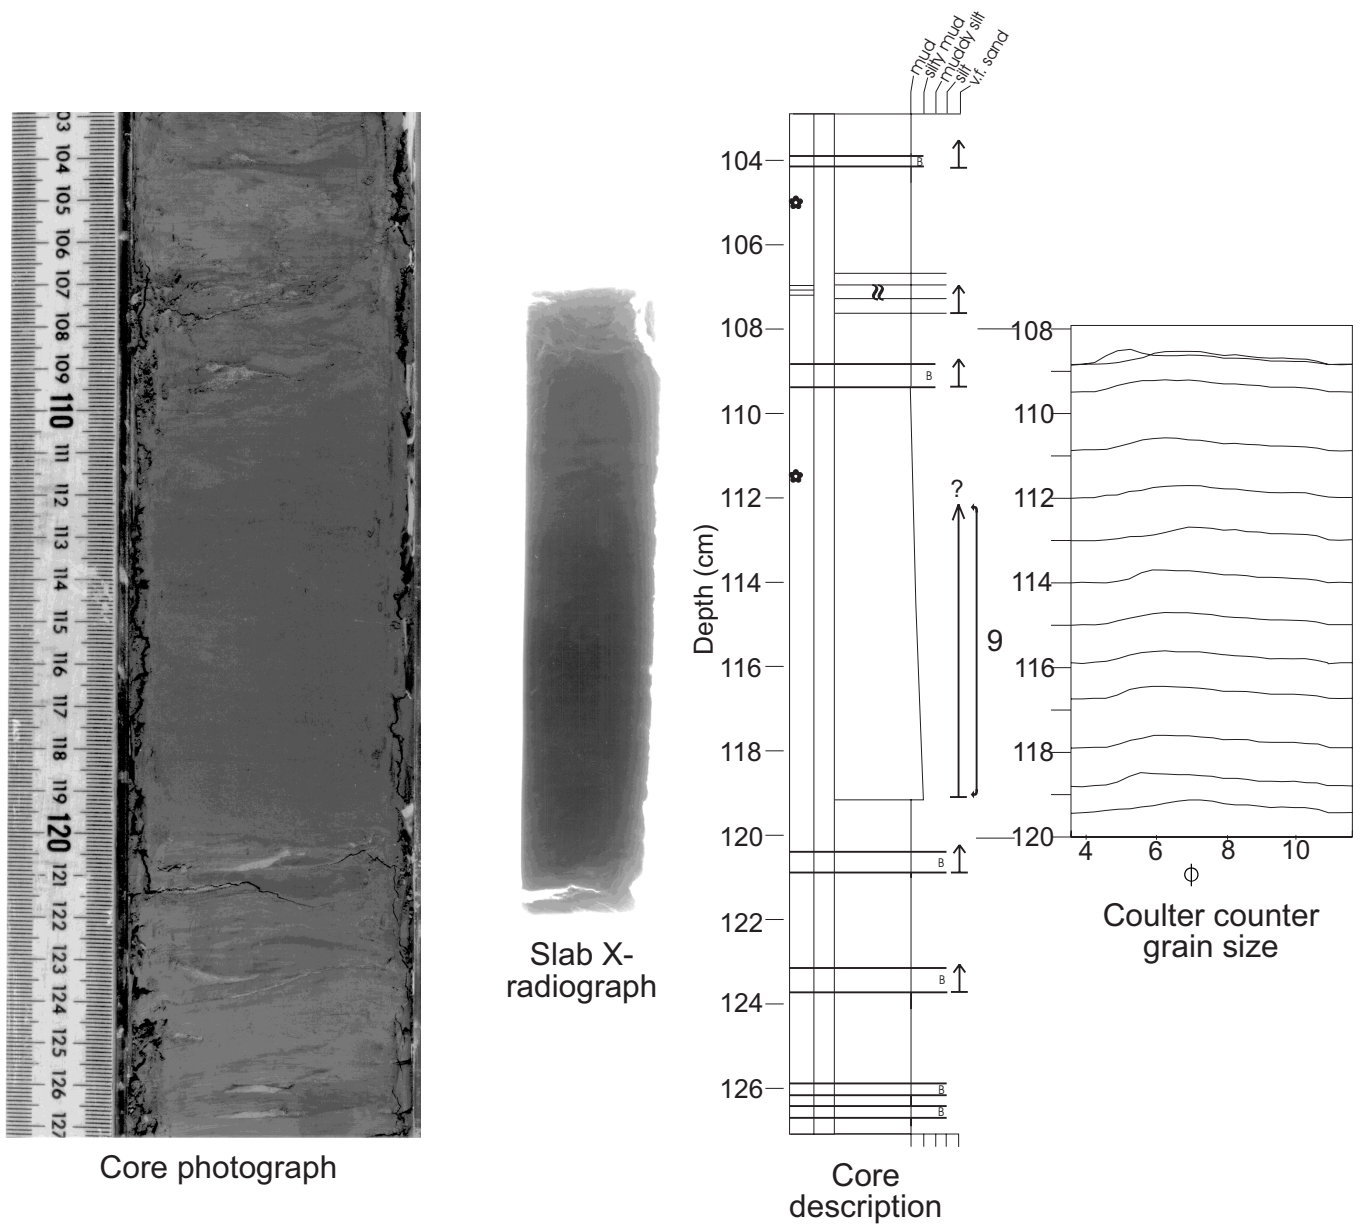 03
104
105
106
107
108
109
110
111
112
113
114
115
116
117
118
119
120
121
122
123
124
125
126
127
Core photograph
Slab X-
radiograph
mud
silty mud
muddy silt
silt
v.f. sand
Depth (cm)
104
106
108
110
112
114
116
118
120
122
124
126
B
B
?
9
B
B
B
B
Core
description
108
110
112
114
116
118
120
4 6 8 10
ϕ
Coulter counter
grain size